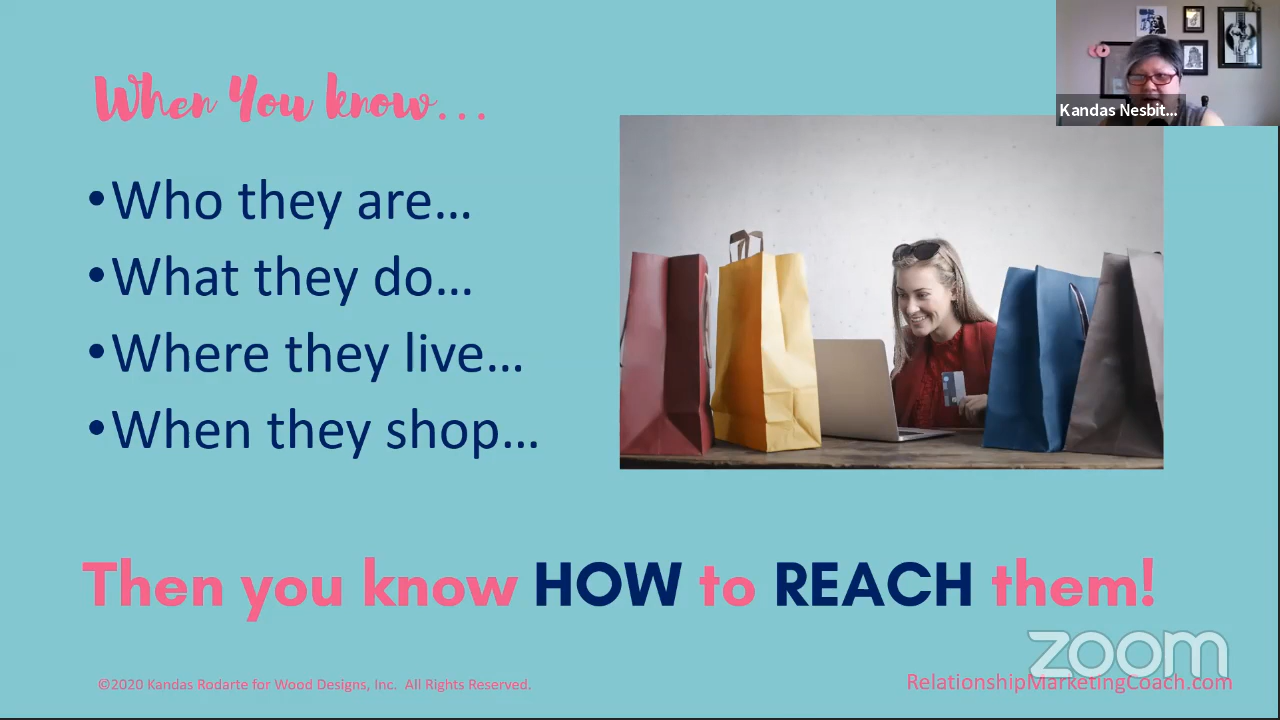 When You know...
Kandas Nesbit...
•Who they are...
•What they do...
•Where they live...
•When they shop...
Then you know HOW to REACH them!
zoom
©2020 Kandas Rodarte for Wood Designs, Inc.  All Rights Reserved.
RelationshipMarketingCoach.com